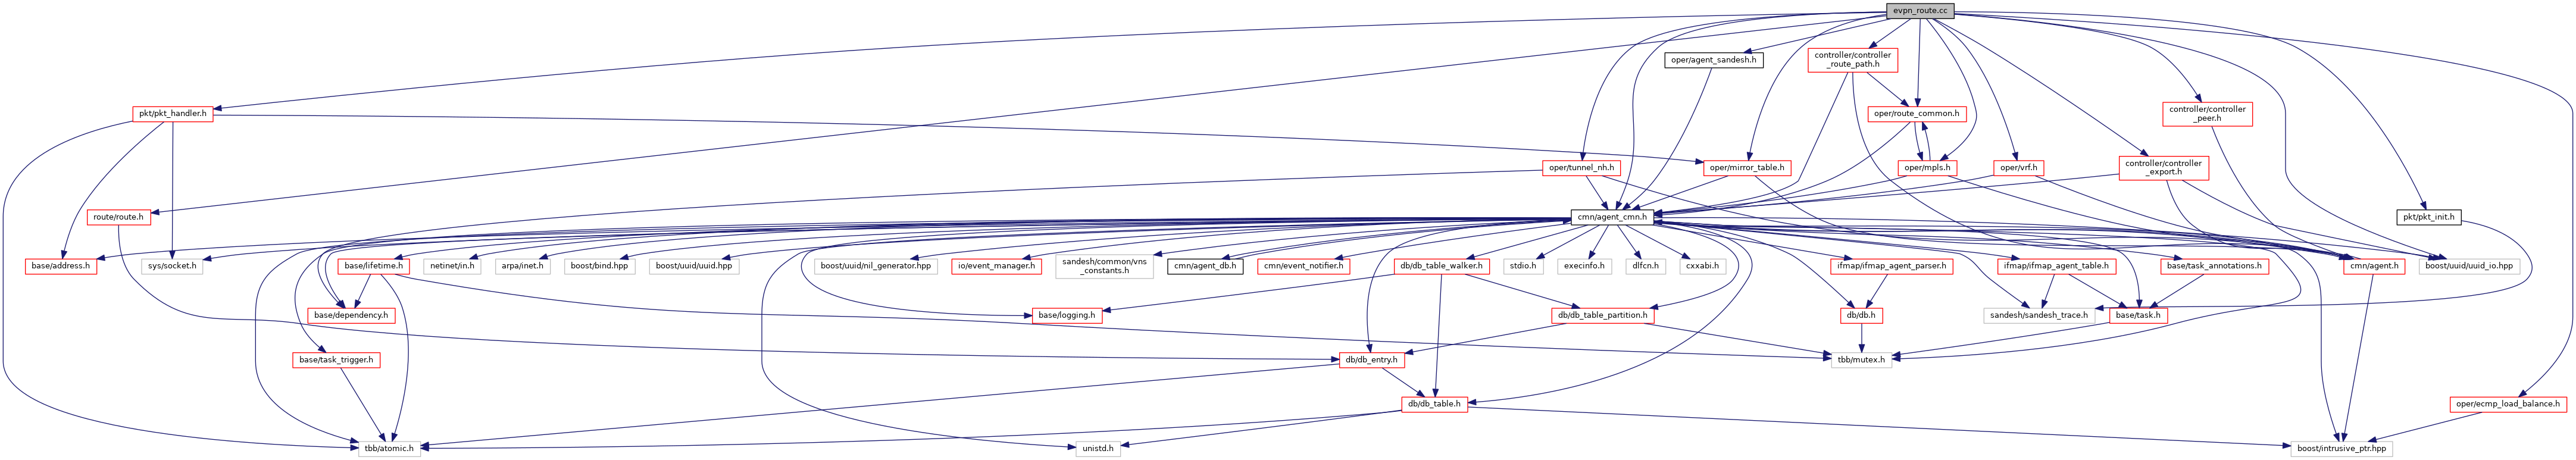 evpn_route.cc
oper/agent_sandesh.h
controller/controller
_route_path.h
pkt/pkt_handler.h
oper/route_common.h
controller/controller
_peer.h
oper/tunnel_nh.h
oper/mirror_table.h
oper/mpls.h
oper/vrf.h
controller/controller
_export.h
route/route.h
cmn/agent_cmn.h
pkt/pkt_init.h
base/address.h
sys/socket.h
base/lifetime.h
netinet/in.h
arpa/inet.h
boost/bind.hpp
boost/uuid/uuid.hpp
boost/uuid/nil_generator.hpp
io/event_manager.h
sandesh/common/vns
_constants.h
cmn/agent_db.h
cmn/event_notifier.h
db/db_table_walker.h
stdio.h
execinfo.h
dlfcn.h
cxxabi.h
ifmap/ifmap_agent_parser.h
ifmap/ifmap_agent_table.h
base/task_annotations.h
cmn/agent.h
boost/uuid/uuid_io.hpp
base/dependency.h
base/logging.h
db/db_table_partition.h
db/db.h
sandesh/sandesh_trace.h
base/task.h
base/task_trigger.h
db/db_entry.h
tbb/mutex.h
db/db_table.h
oper/ecmp_load_balance.h
tbb/atomic.h
unistd.h
boost/intrusive_ptr.hpp